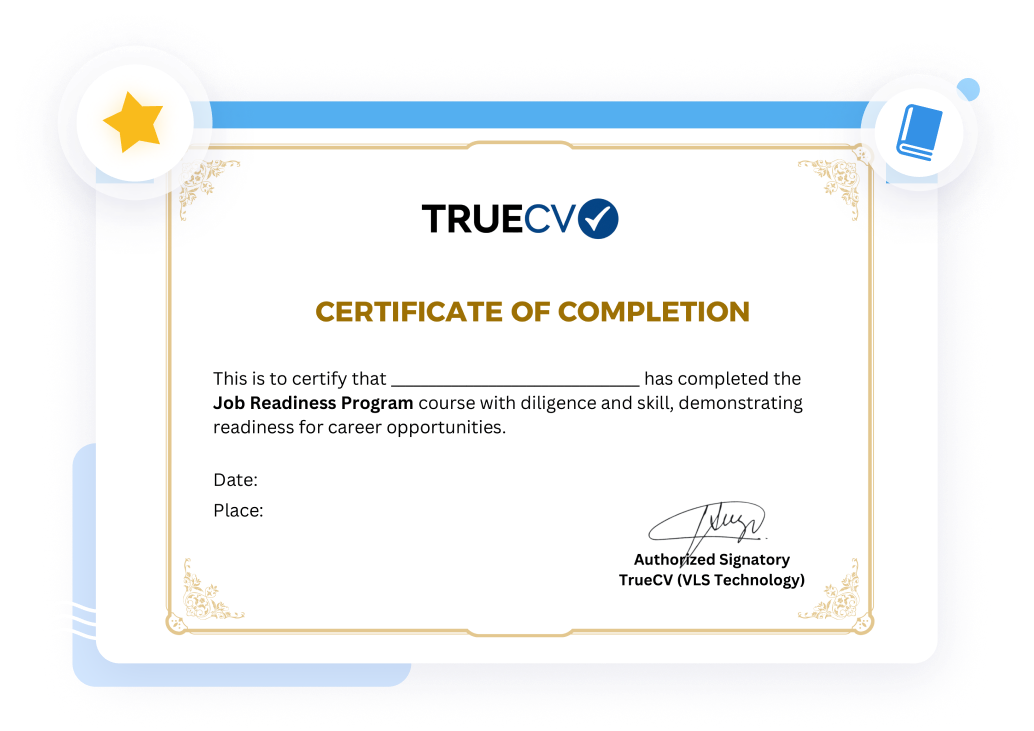 TRUECV
CERTIFICATE OF COMPLETION
This is to certify that _________________________ has completed the
Job Readiness Program course with diligence and skill, demonstrating
readiness for career opportunities.
Date:
Place:
Authorized Signatory
TrueCV (VLS Technology)